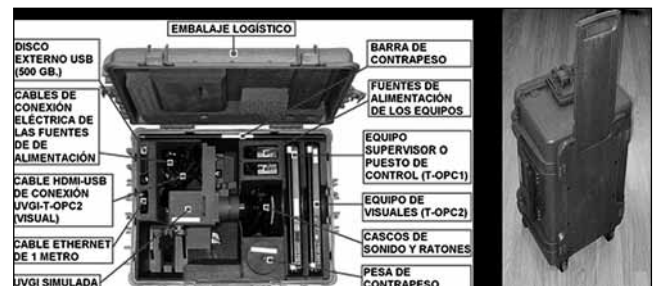 EMBALAJE LOGÍSTICO
DISCO
EXTERNO USB
(500 GB.)
CABLES DE
CONEXIÓN
ELÉCTRICA DE
LAS FUENTES
DE DE
ALIMENTACIÓN
CABLE HDMI-USB
DE CONEXIÓN
UVGI-T-OPC2
(VISUAL)
CABLE ETHERNET
DE 1 METRO
UVGI SIMULADA
BARRA DE
CONTRAPESO
FUENTES DE
ALIMENTACIÓN
DE LOS EQUIPOS
EQUIPO
SUPERVISOR O
PUESTO DE
CONTROL (T-OPC1)
EQUIPO DE
VISUALES (T-OPC2)
CASCOS DE
SONIDO Y RATONES
PESA DE
CONTRAPESO